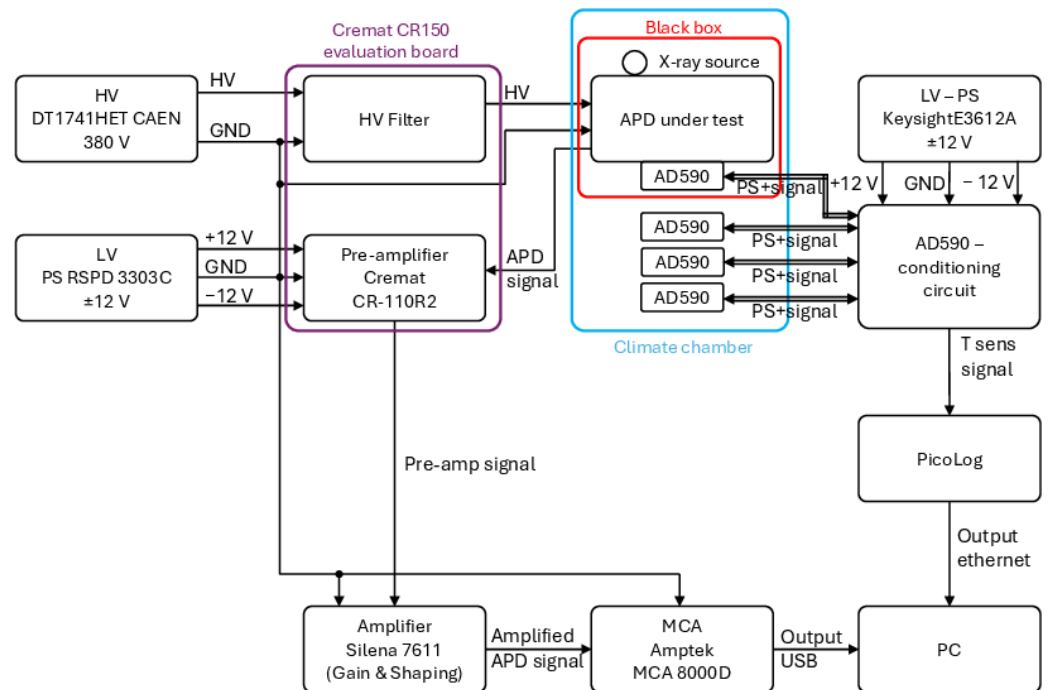 Cremat CR150
evaluation board
Black box
X-ray source
HV
DT1741HET CAEN
380 V
HV
GND
HV Filter
HV
APD under test
AD590
PS+signal
LV – PS
KeysightE3612A
±12 V
+12 V
GND
− 12 V
LV
PS RSPD 3303C
±12 V
+12 V
GND
−12 V
Pre-amplifier
Cremat
CR-110R2
APD
signal
AD590
PS+signal
AD590
PS+signal
AD590
PS+signal
AD590 –
conditioning
circuit
Climate chamber
T sens
signal
Pre-amp signal
PicoLog
Output
ethernet
Amplifier
Silena 7611
(Gain & Shaping)
Amplified
APD signal
MCA
Amptek
MCA 8000D
Output
USB
PC